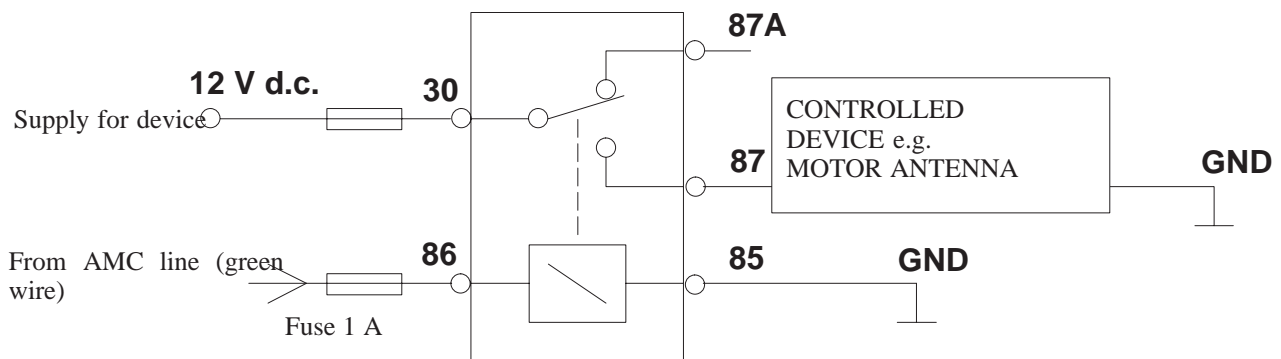 87A
12 V d.c.
30
Supply for device
CONTROLLED
DEVICE e.g.
MOTOR ANTENNA
87
GND
From AMC line (green
wire)
86
85
GND
Fuse 1 A